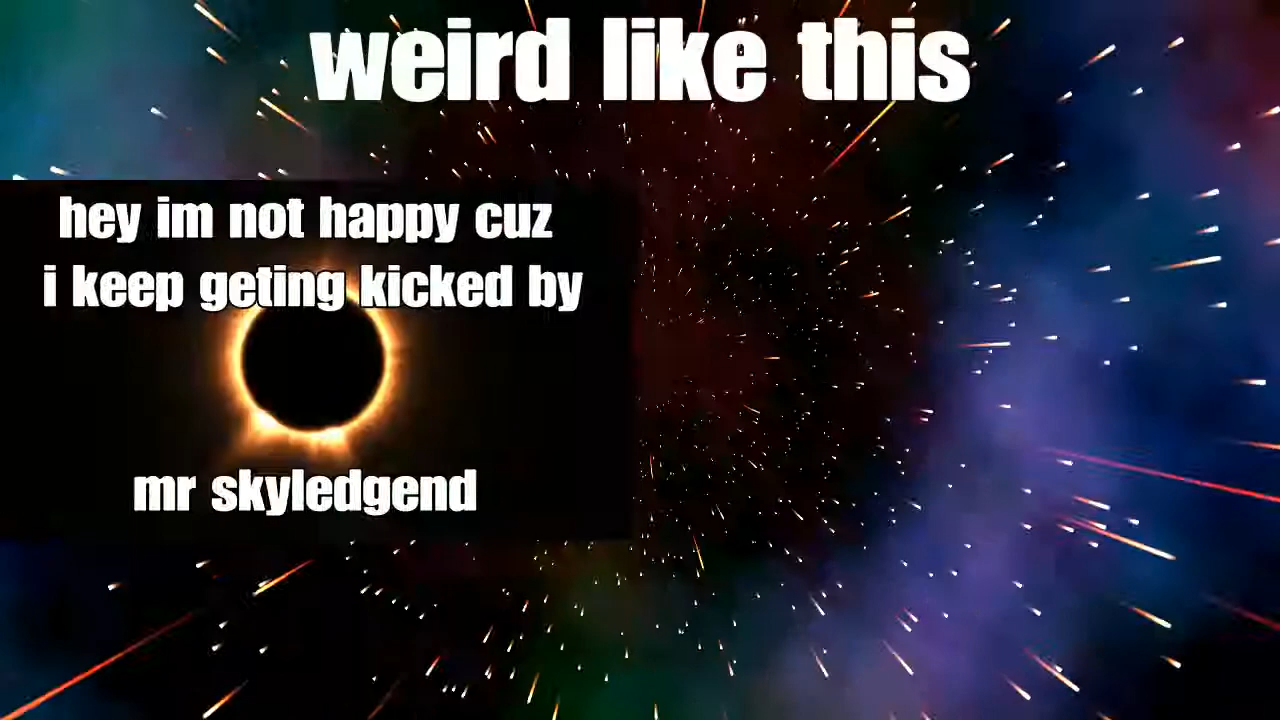 weird like this
hey im not happy cuz
i keep geting kicked by
mr skyledgend